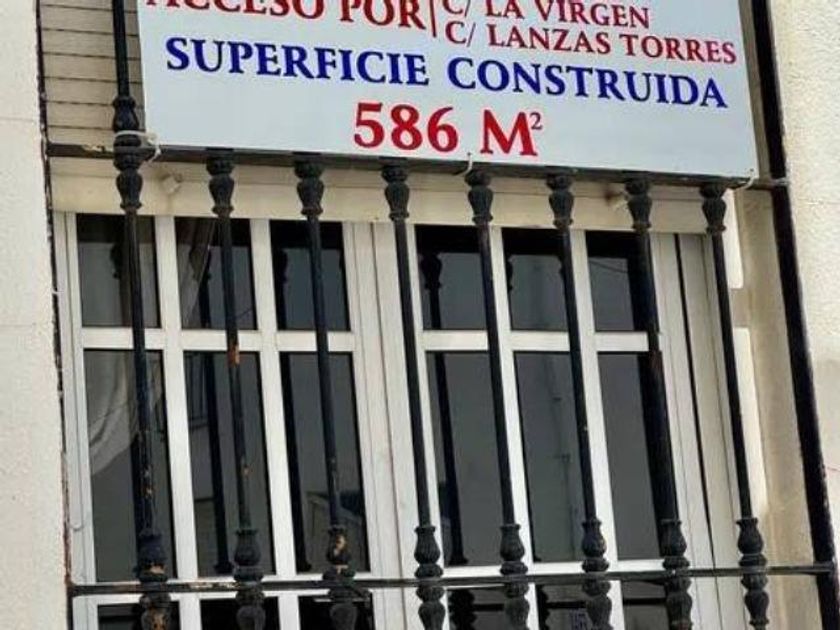 ACCESO POR
C/ LA VIRGEN
C/ LANZAS TORRES
SUPERFICIE CONSTRUIDA
586 M²